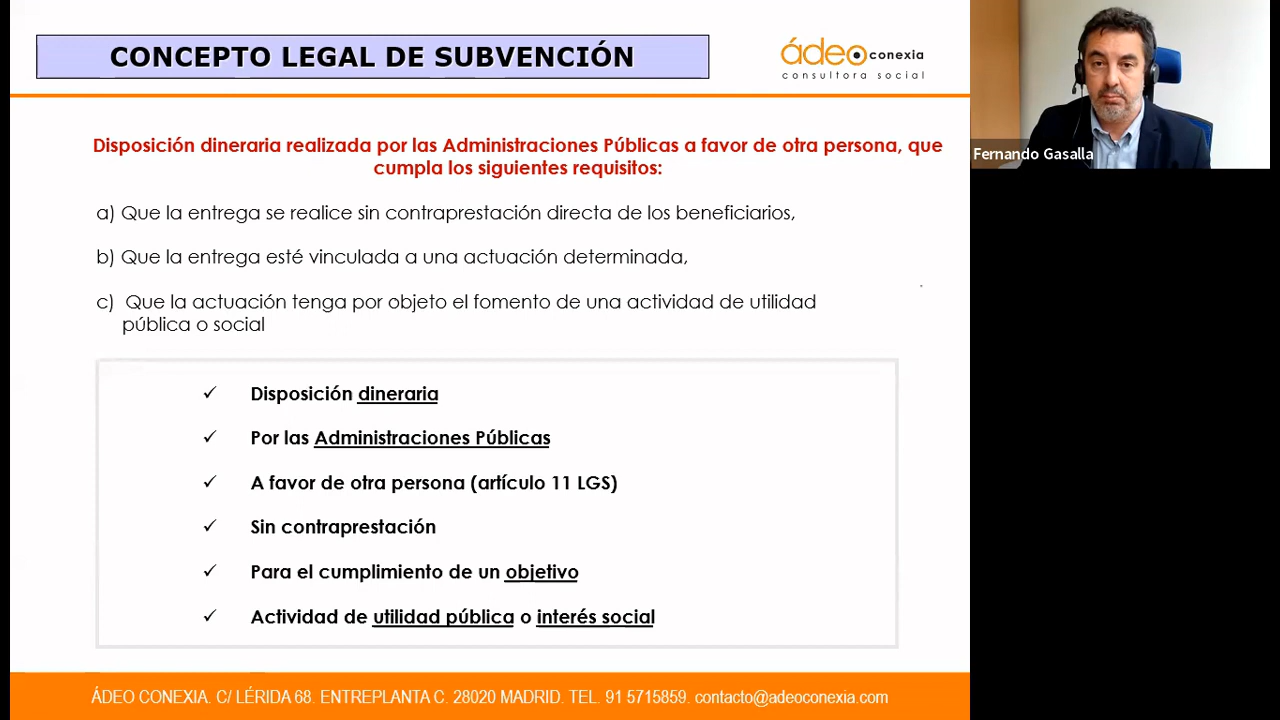 CONCEPTO LEGAL DE SUBVENCIÓN
ádeo conexia
consultora social
Fernando Gasalla
Disposición dineraria realizada por las Administraciones Públicas a favor de otra persona, que
cumpla los siguientes requisitos:
a) Que la entrega se realice sin contraprestación directa de los beneficiarios,
b) Que la entrega esté vinculada a una actuación determinada,
c) Que la actuación tenga por objeto el fomento de una actividad de utilidad
pública o social
✓ Disposición dineraria
✓ Por las Administraciones Públicas
✓ A favor de otra persona (artículo 11 LGS)
✓ Sin contraprestación
✓ Para el cumplimiento de un objetivo
✓ Actividad de utilidad pública o interés social
ÁDEO CONEXIA. C/ LÉRIDA 68. ENTREPLANTA C. 28020 MADRID. TEL. 91 5715859. contacto@adeoconexia.com